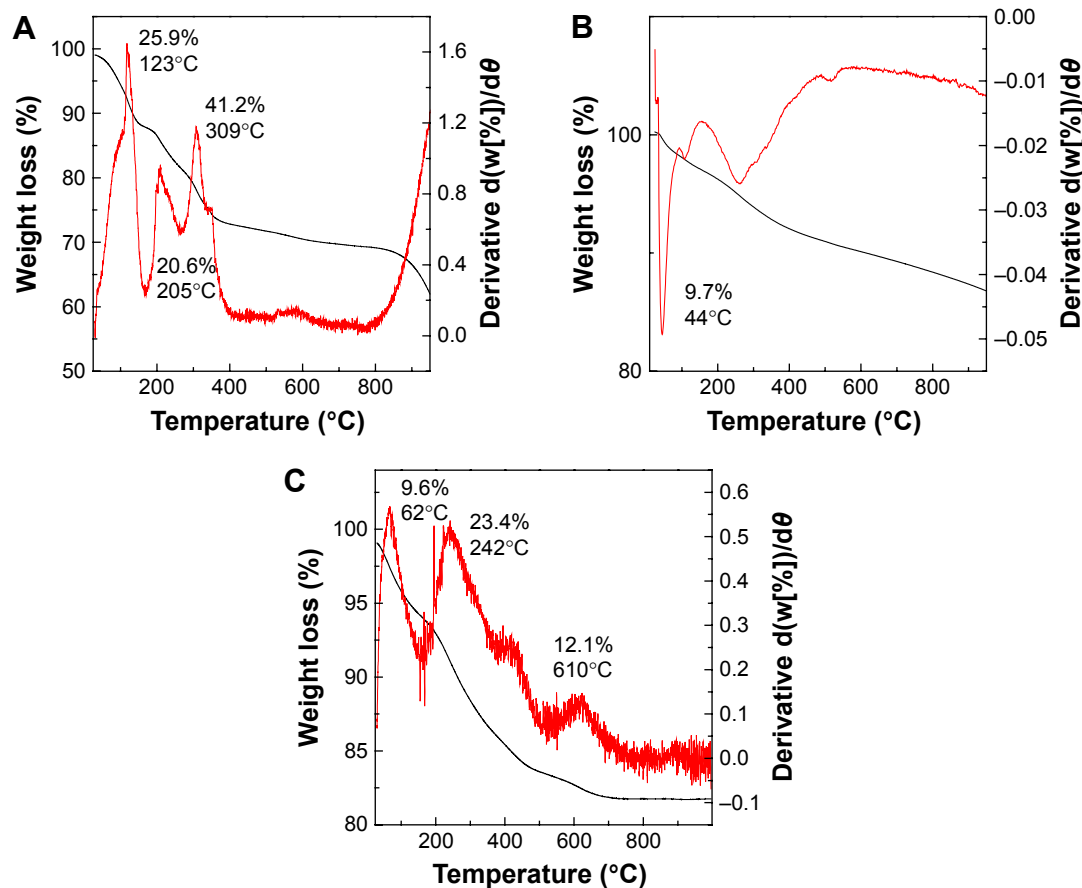 A
25.9%
123°C
41.2%
309°C
20.6%
205°C
100
90
80
70
60
50
1.6
1.2
0.8
0.4
0.0
200
400
600
800
Weight loss (%)
Derivative d(w[%])/dθ
Temperature (°C)
B
9.7%
44°C
100
90
80
0.00
–0.01
–0.02
–0.03
–0.04
–0.05
200
400
600
800
Weight loss (%)
Derivative d(w[%])/dθ
Temperature (°C)
C
9.6%
62°C
23.4%
242°C
12.1%
610°C
100
95
90
85
80
0.6
0.5
0.4
0.3
0.2
0.1
0.0
–0.1
200
400
600
800
Weight loss (%)
Derivative d(w[%])/dθ
Temperature (°C)